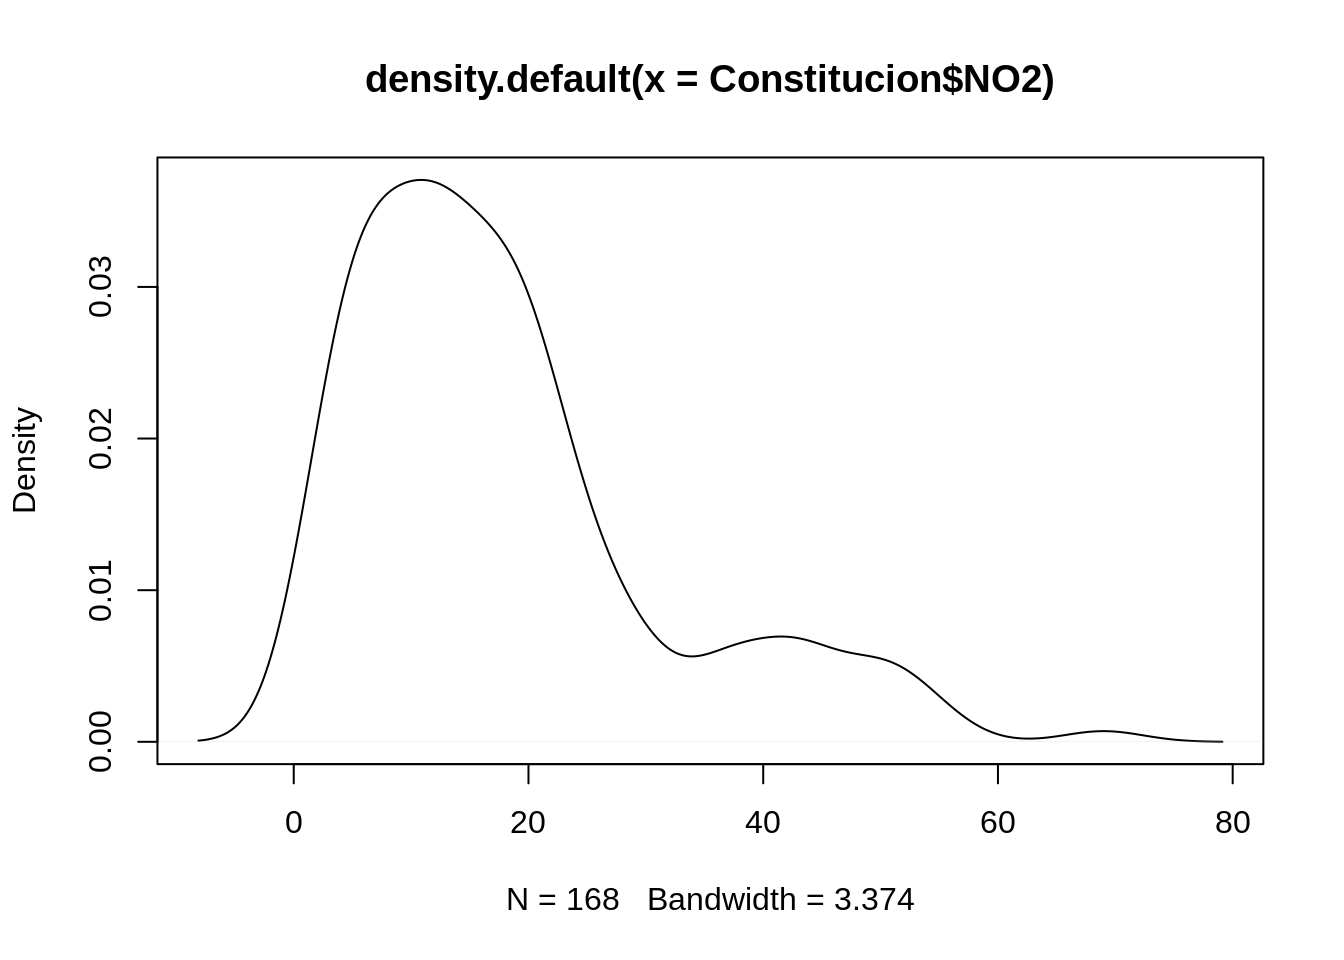 density.default(x = Constitucion$NO2)
Density
0.03
0.02
0.01
0.00
0 20 40 60 80
N = 168 Bandwidth = 3.374